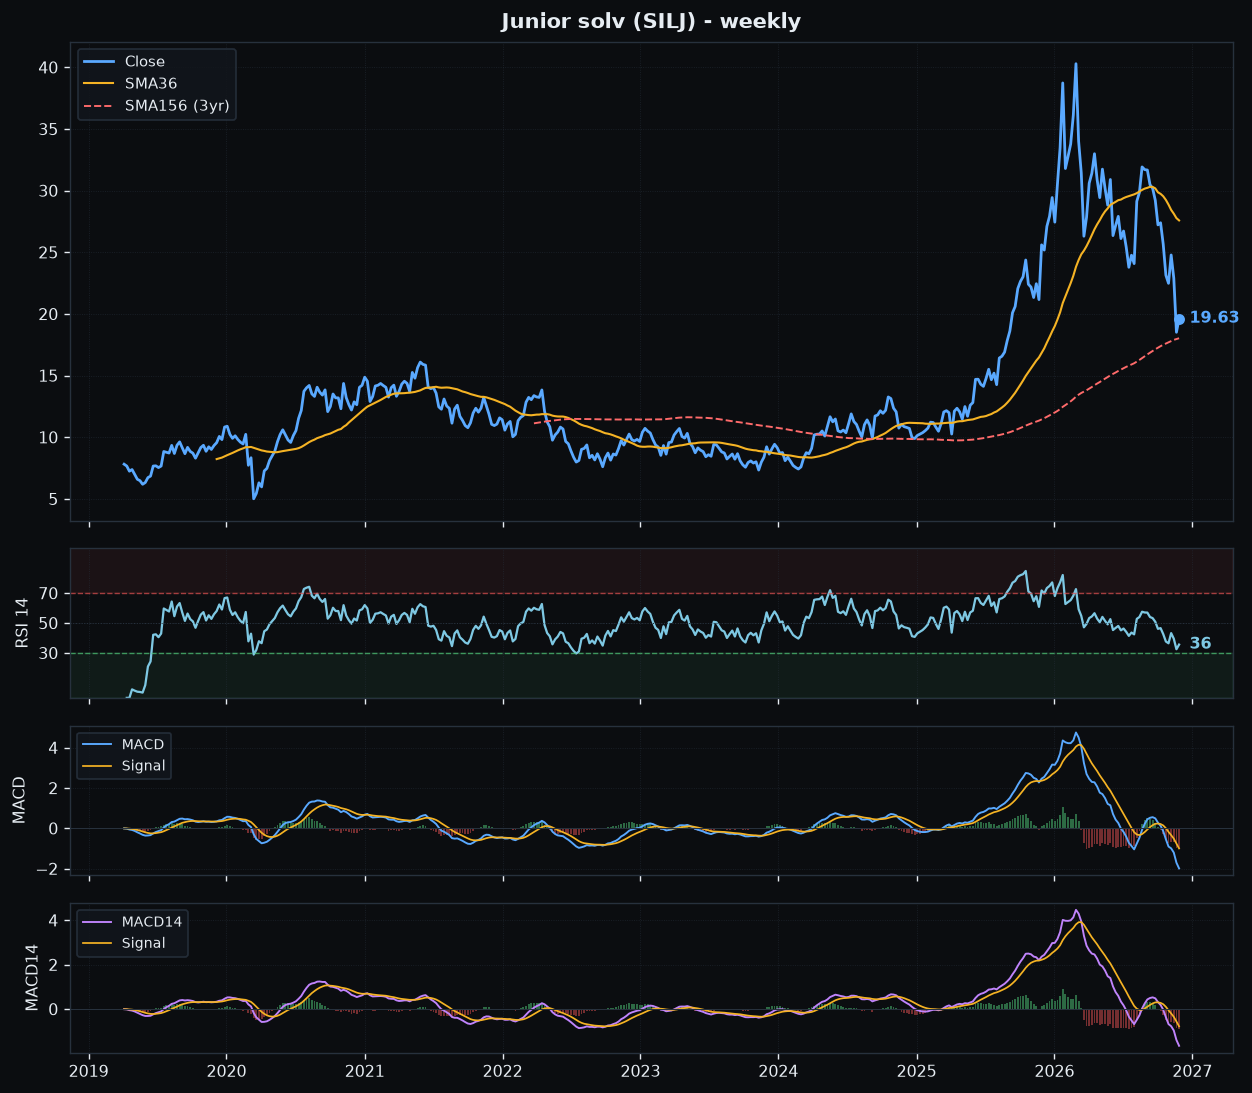 Junior solv (SILJ) - weekly
Close
SMA36
SMA156 (3yr)
40
35
30
25
20
15
10
5
19.63
RSI 14
70
50
30
36
MACD
Signal
MACD
4
2
0
−2
MACD14
Signal
MACD14
4
2
0
2019
2020
2021
2022
2023
2024
2025
2026
2027